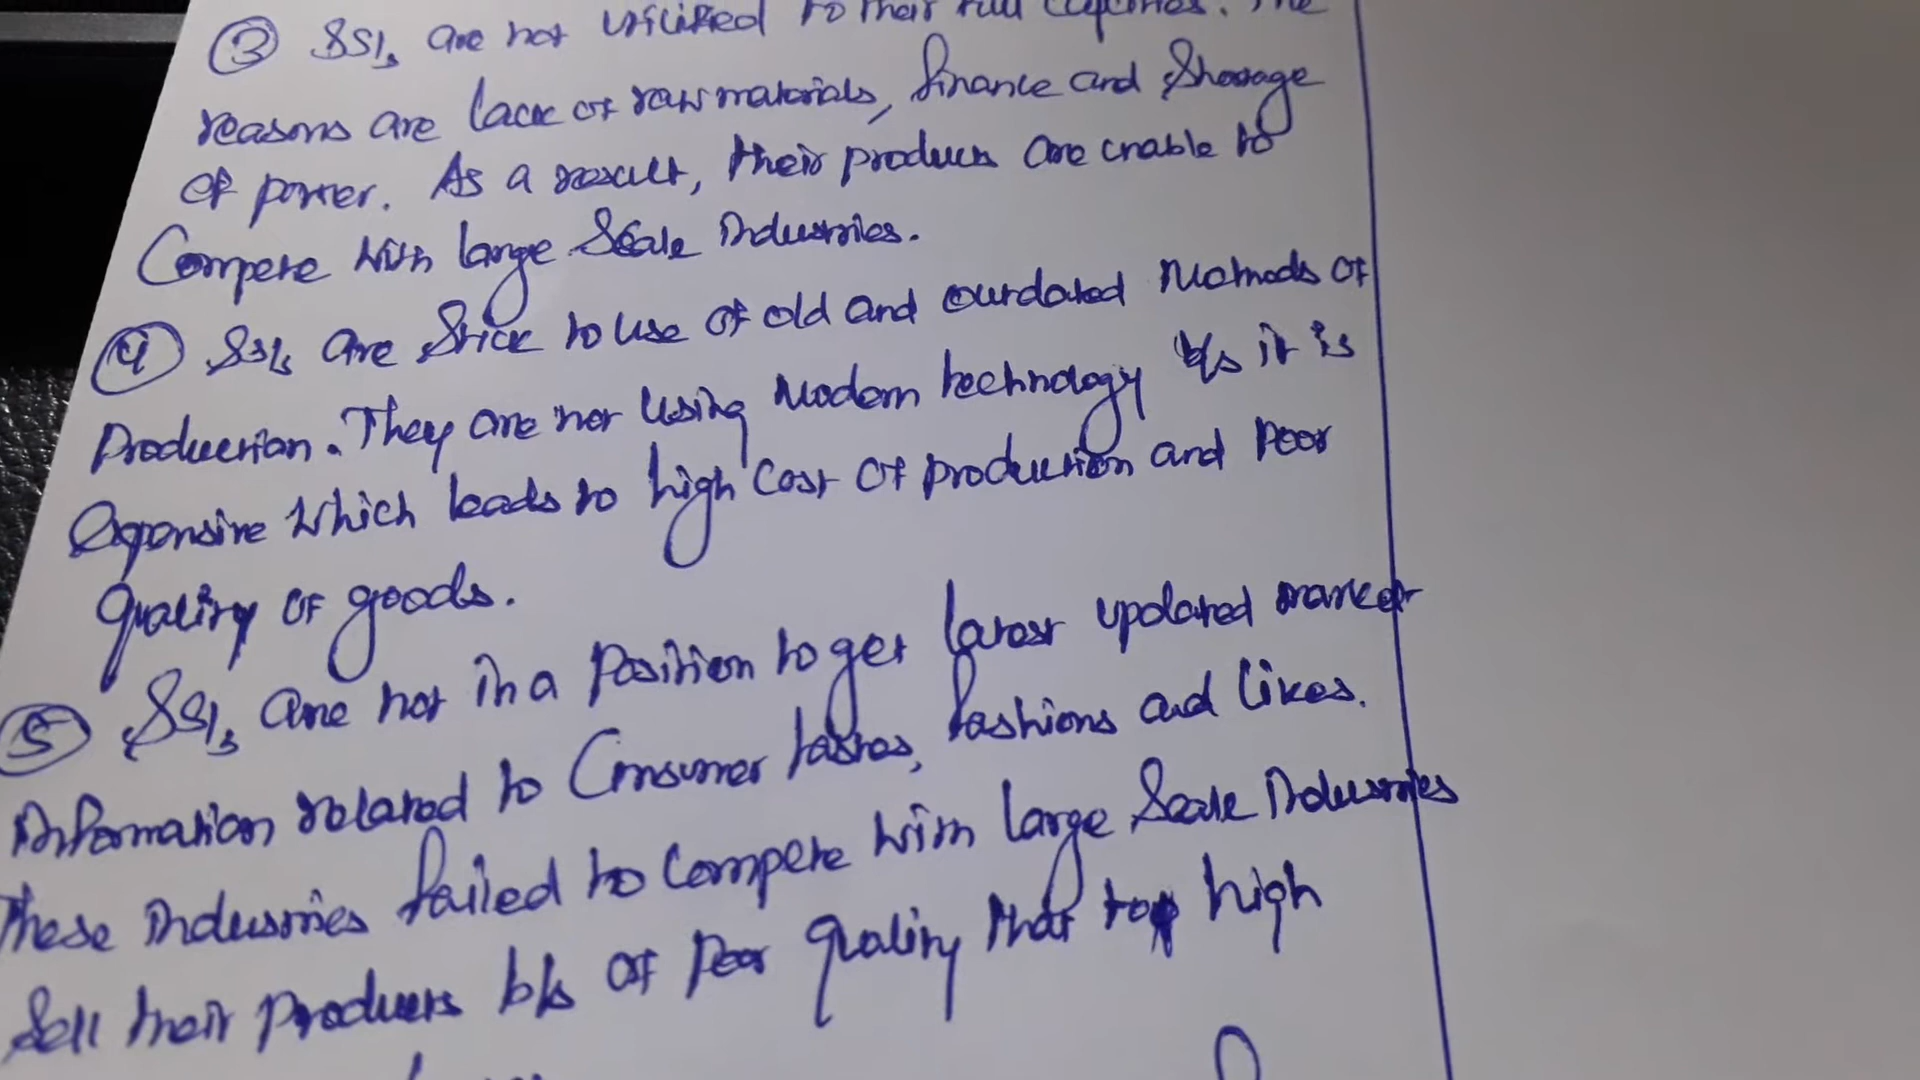 ③ SSIs are not utilised to their full capacities. The
reasons are lack of raw materials, finance and Shorage
of power. As a result, their products are unable to
Compete with large Scale Industries.
④ SSIs are Stick to use of old and outdated Methods of
Production. They are not Using Modern technology b/s it is
Expensive which leads to high Cost of production and Poor
Quality of goods.
⑤ SSIs are not in a Position to get latest updated market
Information related to Consumer tastes, fashions and likes.
These Industries failed to Compete with large Scale Industries
Sell their Products b/s of Poor Quality that too high